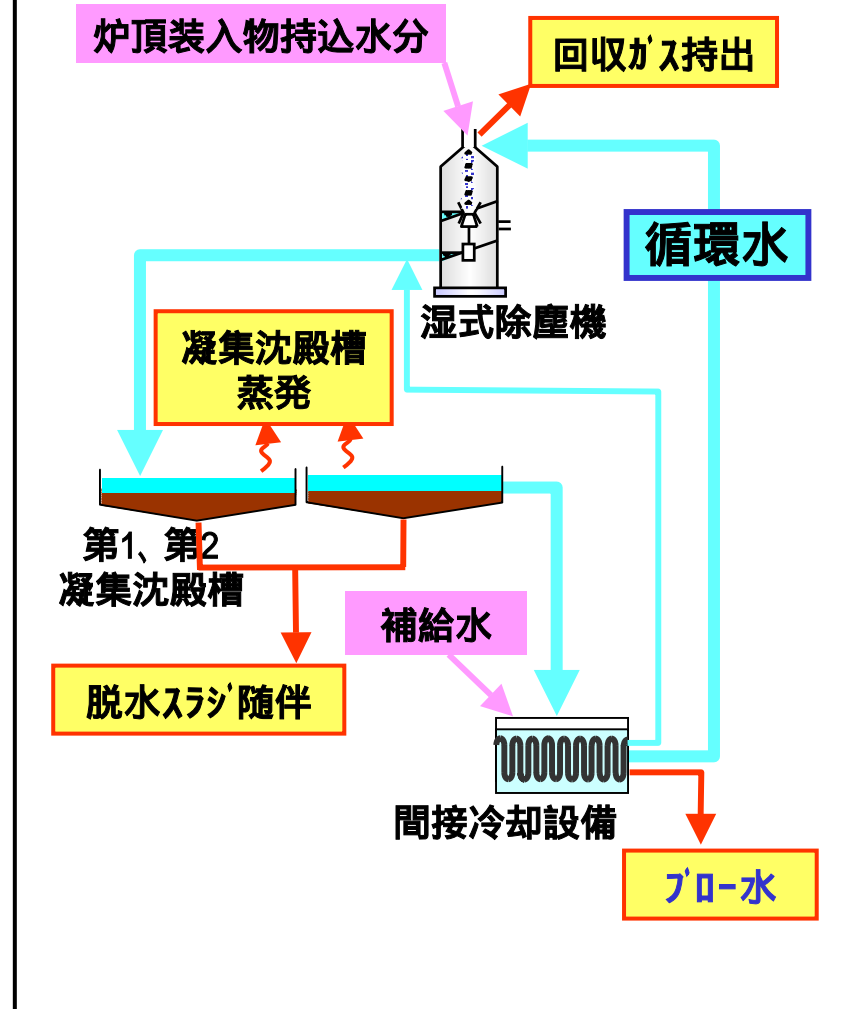 炉頂装入物持込水分
回収ｶﾞｽ持出
循環水
湿式除塵機
凝集沈殿槽
蒸発
第1、第2
凝集沈殿槽
補給水
脱水ｽﾗｼﾞ随伴
間接冷却設備
ﾌﾞﾛｰ水